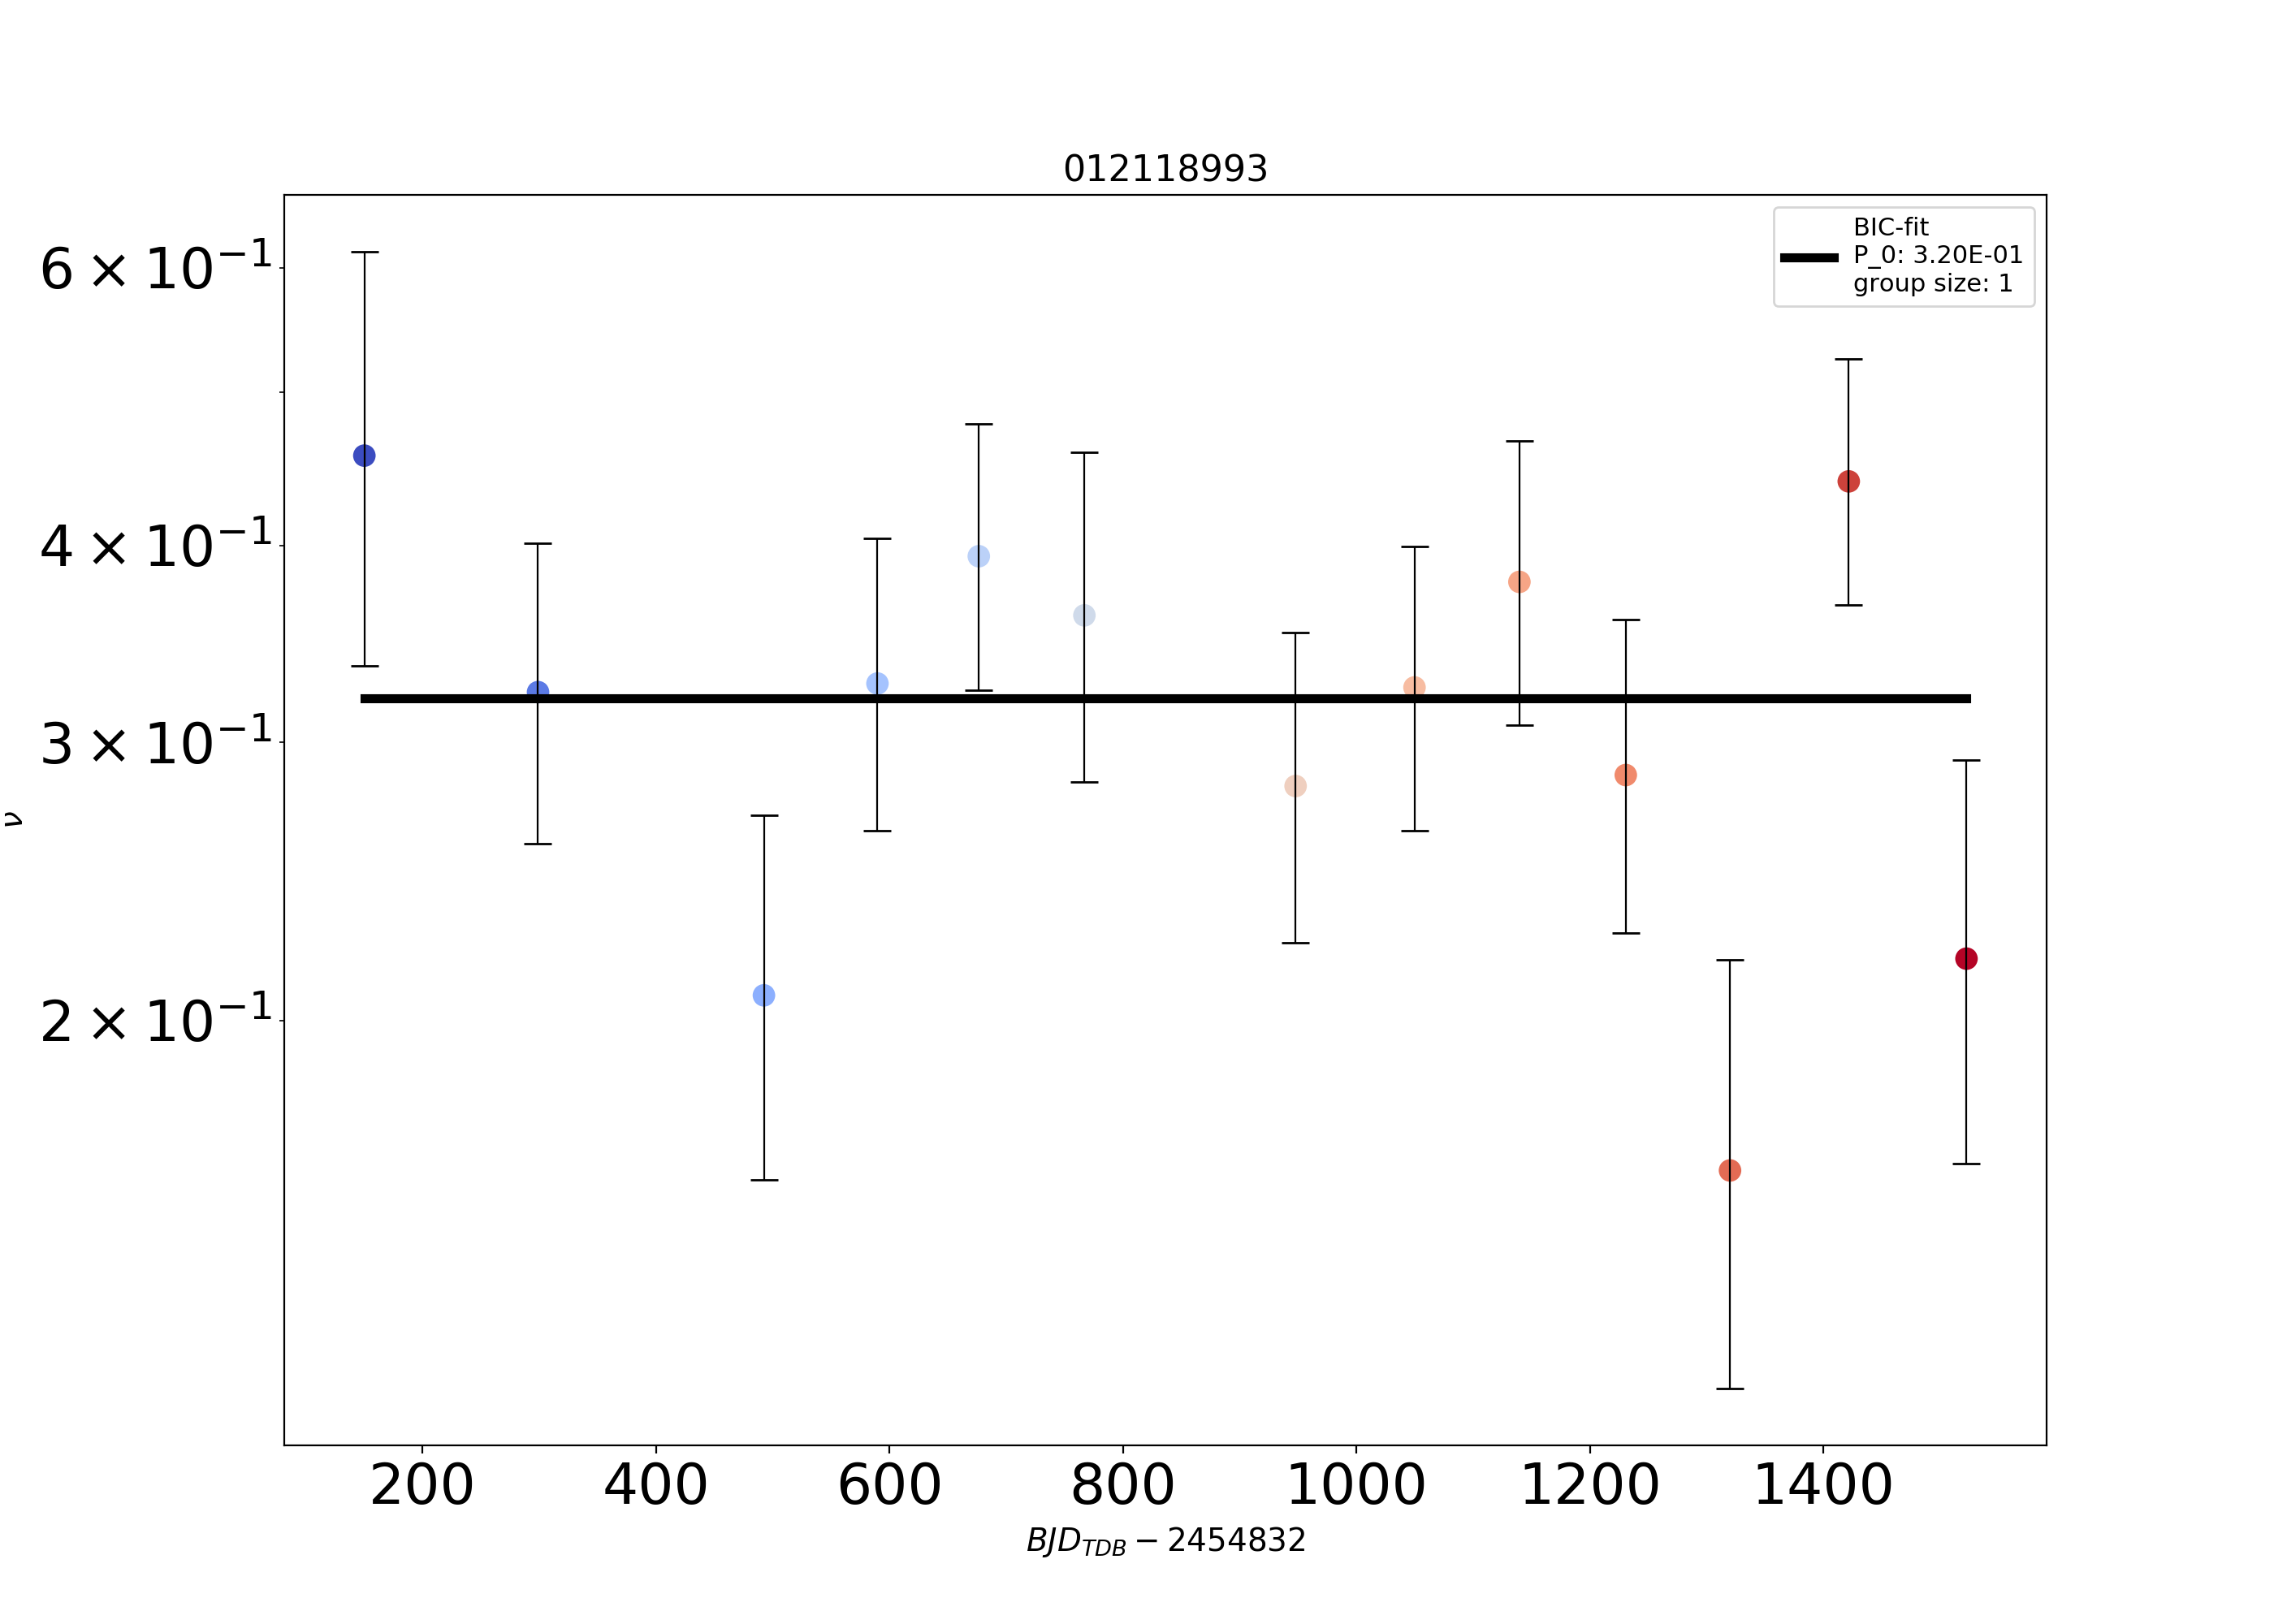 012118993
BIC-fit
P_0: 3.20E-01
group size: 1
6 × 10⁻¹
4 × 10⁻¹
3 × 10⁻¹
2 × 10⁻¹
ν
200 400 600 800 1000 1200 1400
BJD_TDB − 2454832